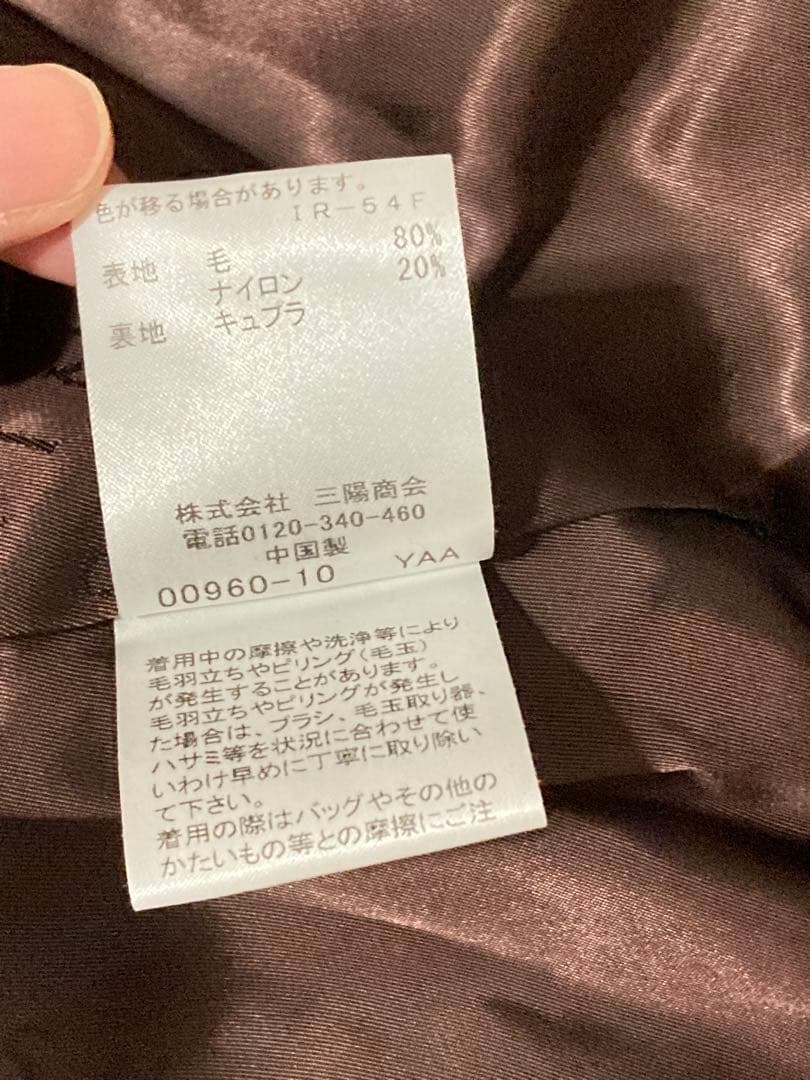 色が移る場合があります。
IR-54F
表地 毛 80%
ナイロン 20%
裏地 キュプラ
株式会社 三陽商会
電話0120-340-460
中国製
00960-10 YAA
着用中の摩擦や洗浄等により
毛羽立ちやピリング(毛玉)
が発生することがあります。
毛羽立ちやピリングが発生し
た場合は、ブラシ、毛玉取り器、
ハサミ等を状況に合わせて使
いわけ早めに丁寧に取り除い
て下さい。
着用の際はバッグやその他の
かたいもの等との摩擦にご注